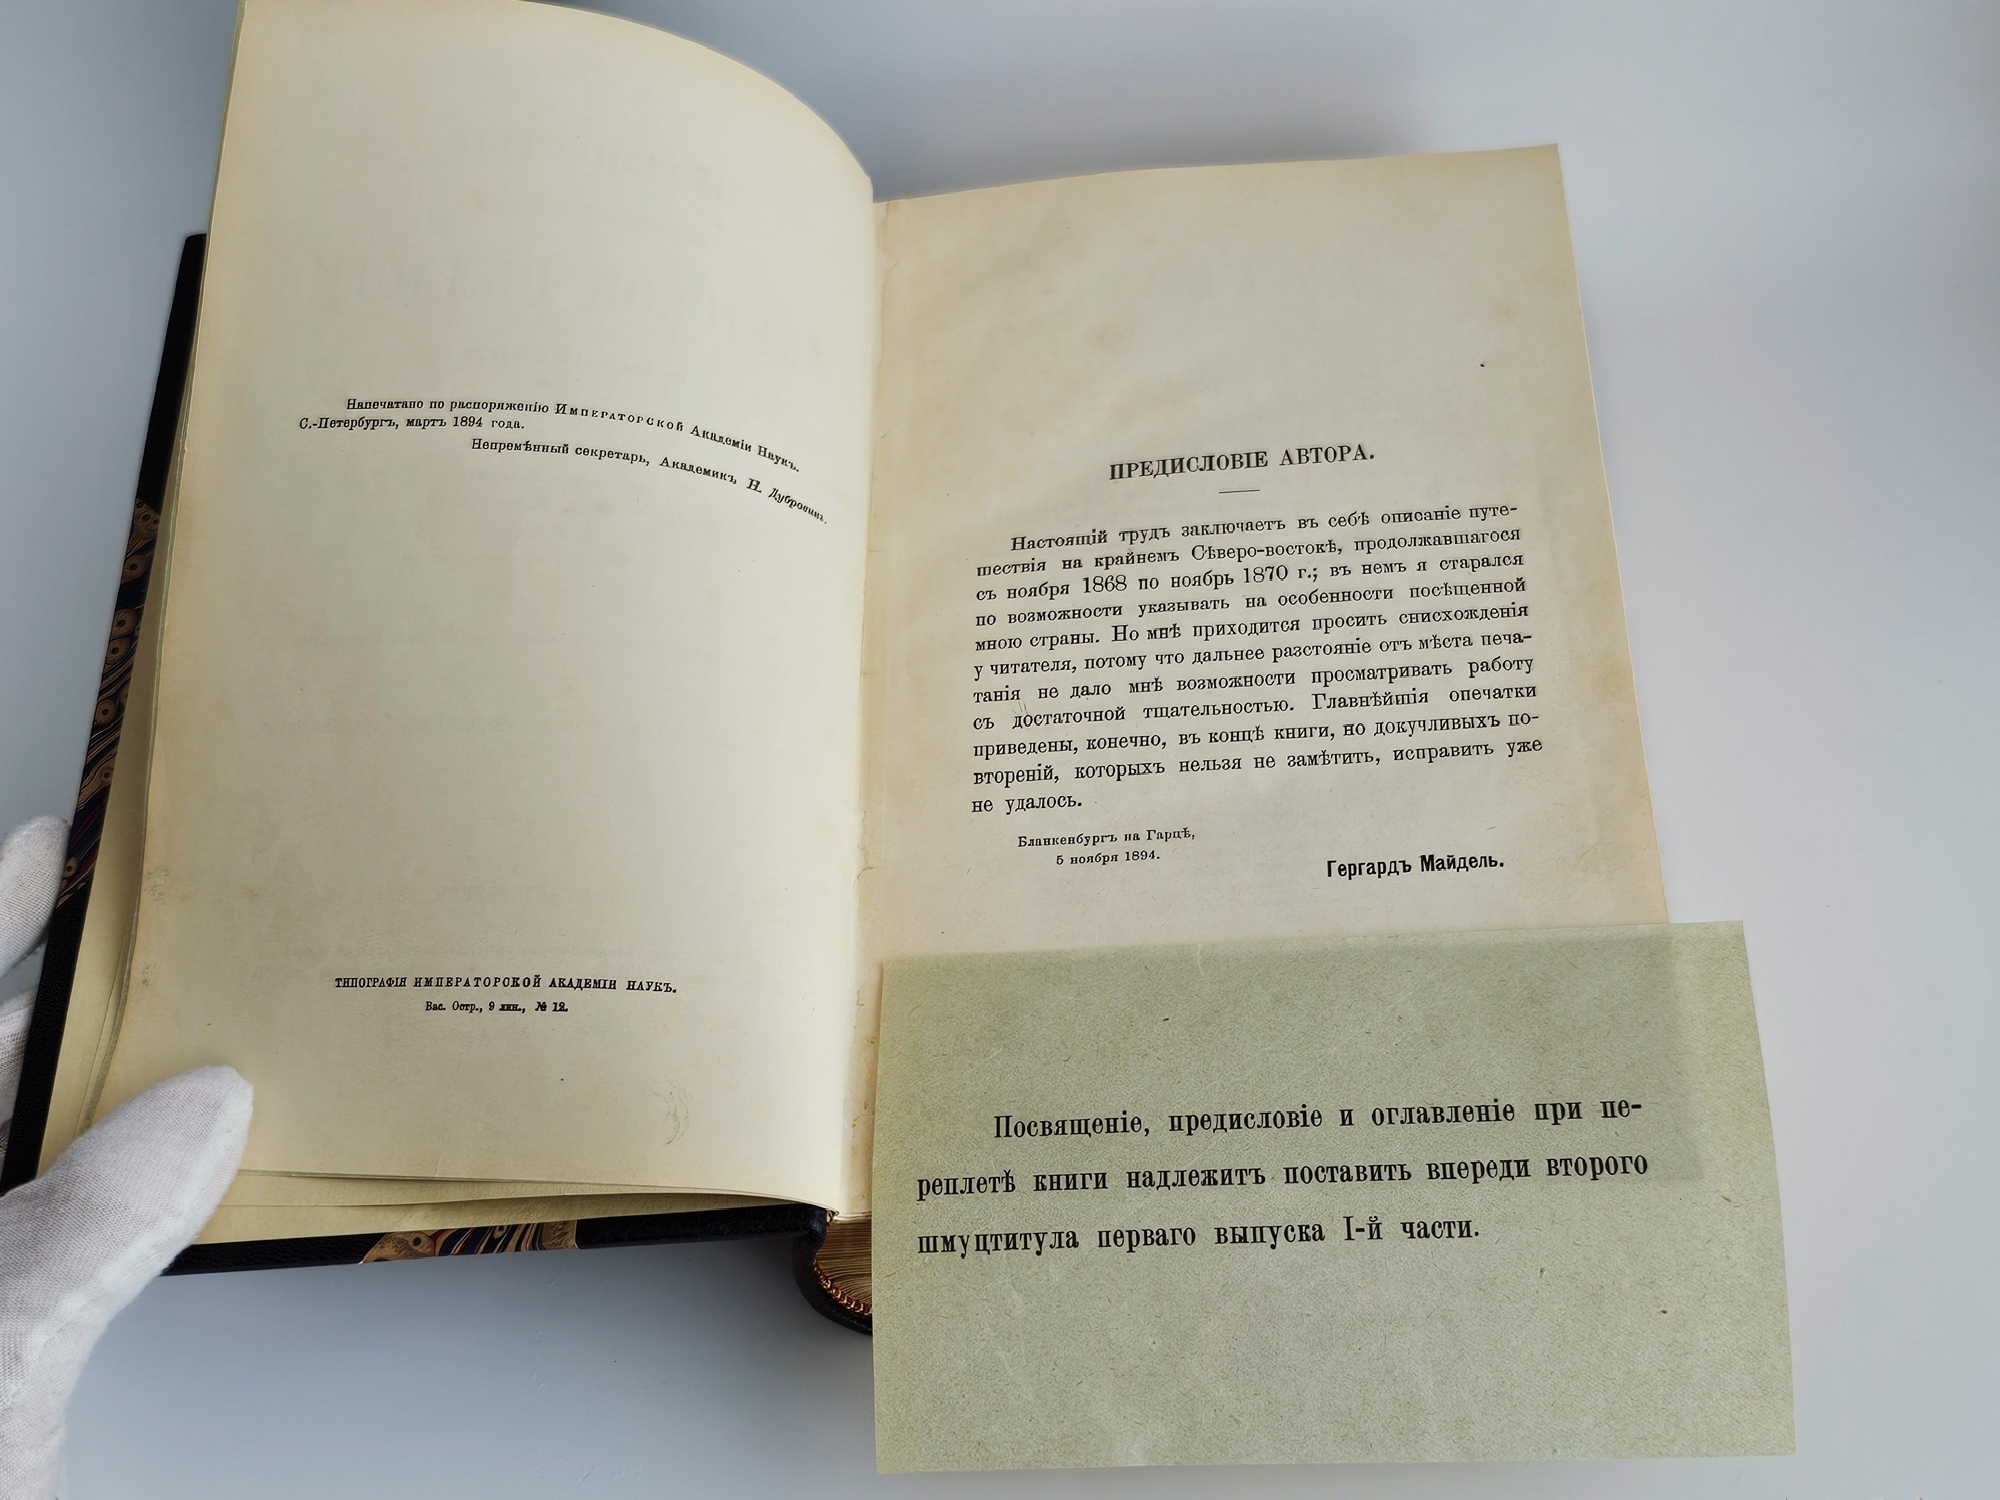 Напечатано по распоряженію Императорской Академіи Наукъ.
С.-Петербургъ, мартъ 1894 года.
Непремѣнный секретарь, Академикъ Н. Дубровинъ.
ТИПОГРАФІЯ ИМПЕРАТОРСКОЙ АКАДЕМІИ НАУКЪ.
Вас. Остр., 9 лин., № 12.
ПРЕДИСЛОВІЕ АВТОРА.
Настоящій трудъ заключаетъ въ себѣ описаніе путе-
шествія на крайнемъ Сѣверо-востокѣ, продолжавшагося
съ ноября 1868 по ноябрь 1870 г.; въ немъ я старался
по возможности указывать на особенности посѣщенной
мною страны. Но мнѣ приходится просить снисхожденія
у читателя, потому что дальнее разстояніе отъ мѣста печа-
танія не дало мнѣ возможности просматривать работу
съ достаточной тщательностью. Главнѣйшія опечатки
приведены, конечно, въ концѣ книги, но докучливыхъ по-
втореній, которыхъ нельзя не замѣтить, исправить уже
не удалось.
Бланкенбургъ на Гарцѣ,
5 ноября 1894.
Гергардъ Майдель.
Посвященіе, предисловіе и оглавленіе при пе-
реплетѣ книги надлежитъ поставить впереди второго
шмуцтитула перваго выпуска I-й части.